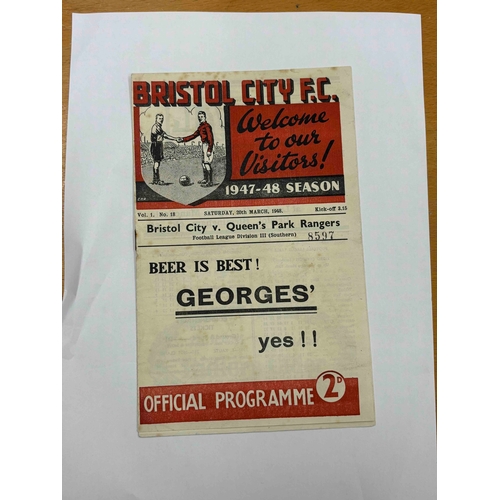 BRISTOL CITY F.C.
Welcome
to our
Visitors!
1947-48 SEASON
Vol. 1, No. 18 SATURDAY, 20th MARCH, 1948. Kick-off 3.15
Bristol City v. Queen's Park Rangers
Football League Division III (Southern) 8597
BEER IS BEST!
GEORGES'
yes!!
OFFICIAL PROGRAMME 2D